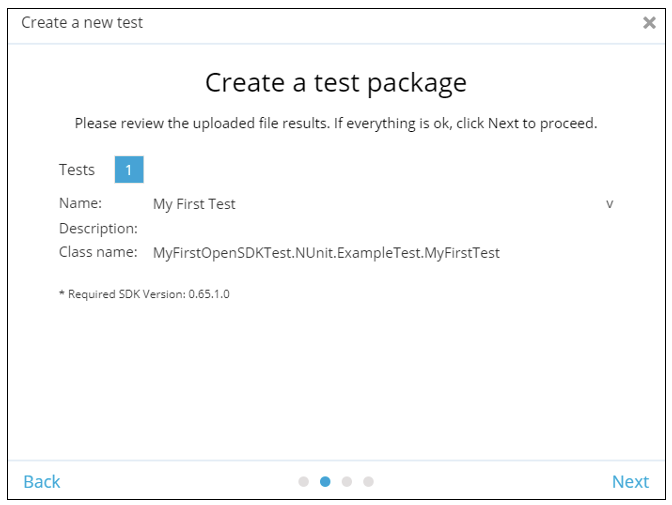 Create a new test
Create a test package
Please review the uploaded file results. If everything is ok, click Next to proceed.
Tests 1
Name: My First Test v
Description:
Class name: MyFirstOpenSDKTest.NUnit.ExampleTest.MyFirstTest
* Required SDK Version: 0.65.1.0
Back Next